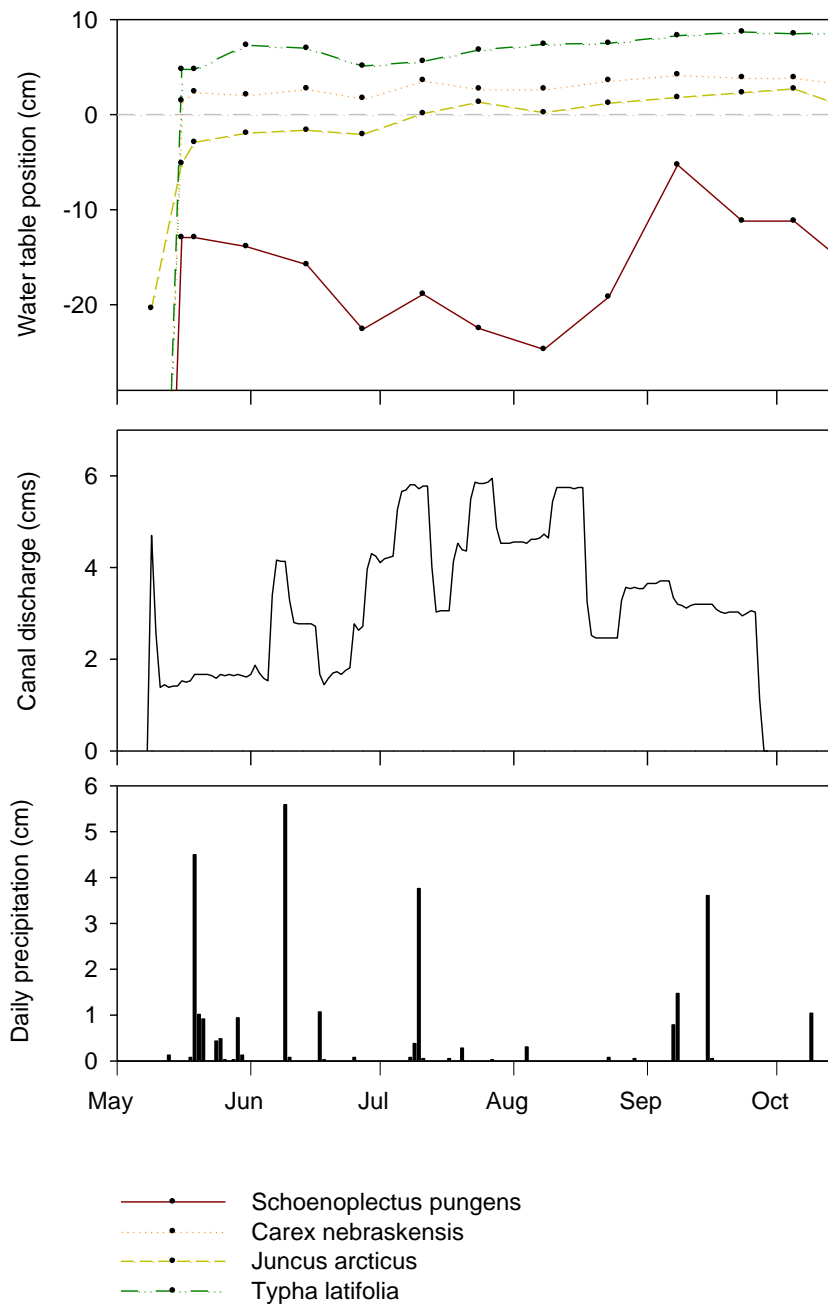 10
0
-10
-20
Water table position (cm)
6
4
2
0
Canal discharge (cms)
6
5
4
3
2
1
0
Daily precipitation (cm)
May Jun Jul Aug Sep Oct
Schoenoplectus pungens
Carex nebraskensis
Juncus arcticus
Typha latifolia